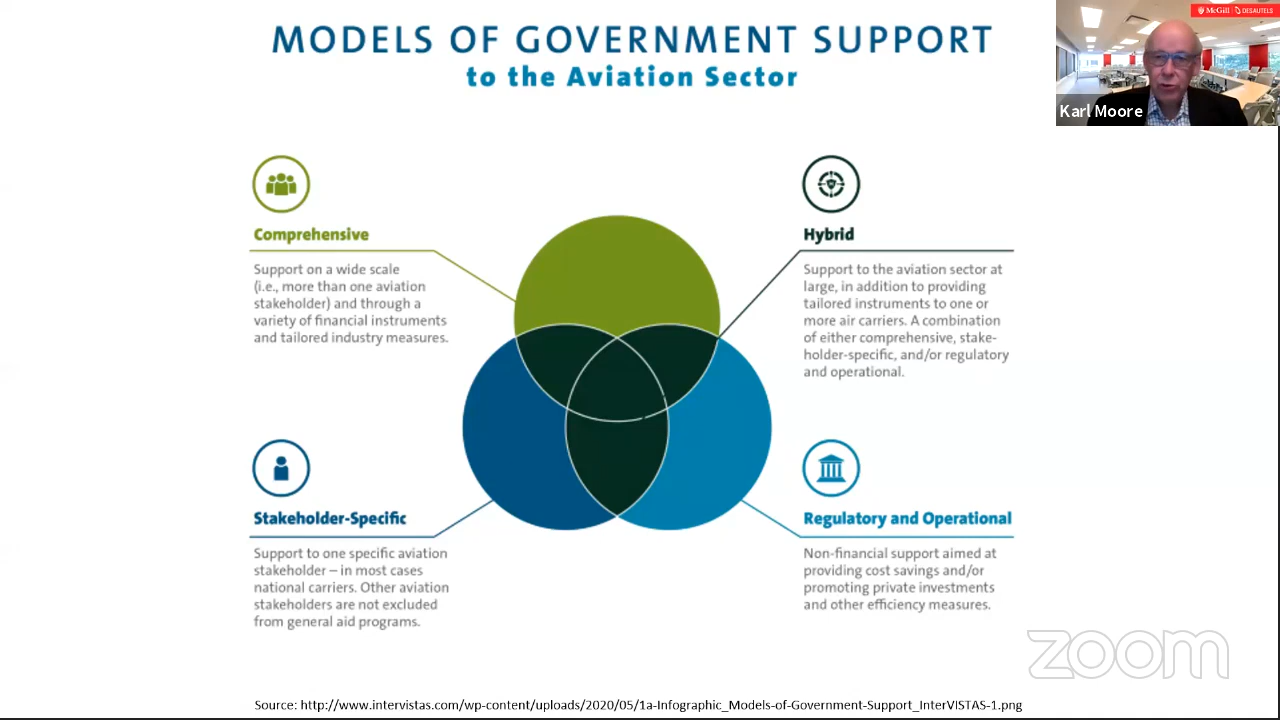 MODELS OF GOVERNMENT SUPPORT
to the Aviation Sector
McGill DESAUTELS
Karl Moore
Comprehensive
Support on a wide scale
(i.e., more than one aviation
stakeholder) and through a
variety of financial instruments
and tailored industry measures.
Hybrid
Support to the aviation sector at
large, in addition to providing
tailored instruments to one or
more air carriers. A combination
of either comprehensive, stake-
holder-specific, and/or regulatory
and operational.
Stakeholder-Specific
Support to one specific aviation
stakeholder – in most cases
national carriers. Other aviation
stakeholders are not excluded
from general aid programs.
Regulatory and Operational
Non-financial support aimed at
providing cost savings and/or
promoting private investments
and other efficiency measures.
zoom
Source: http://www.intervistas.com/wp-content/uploads/2020/05/1a-Infographic_Models-of-Government-Support_InterVISTAS-1.png